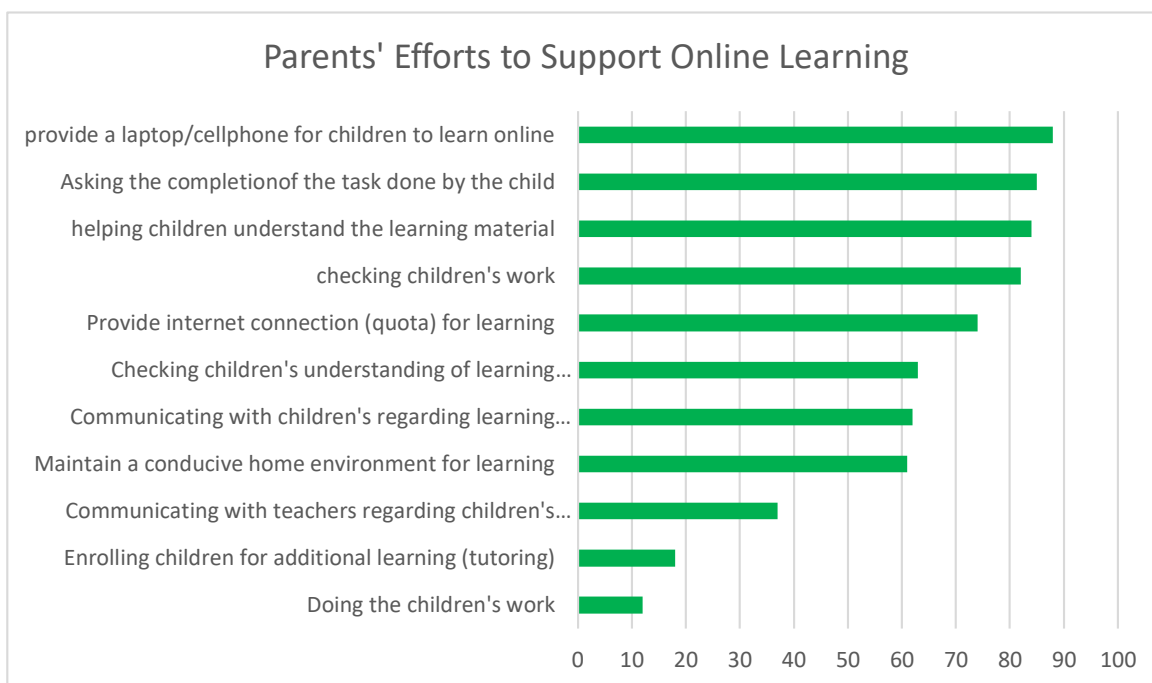 Parents' Efforts to Support Online Learning
provide a laptop/cellphone for children to learn online
Asking the completionof the task done by the child
helping children understand the learning material
checking children's work
Provide internet connection (quota) for learning
Checking children's understanding of learning...
Communicating with children's regarding learning...
Maintain a conducive home environment for learning
Communicating with teachers regarding children's...
Enrolling children for additional learning (tutoring)
Doing the children's work
0 10 20 30 40 50 60 70 80 90 100